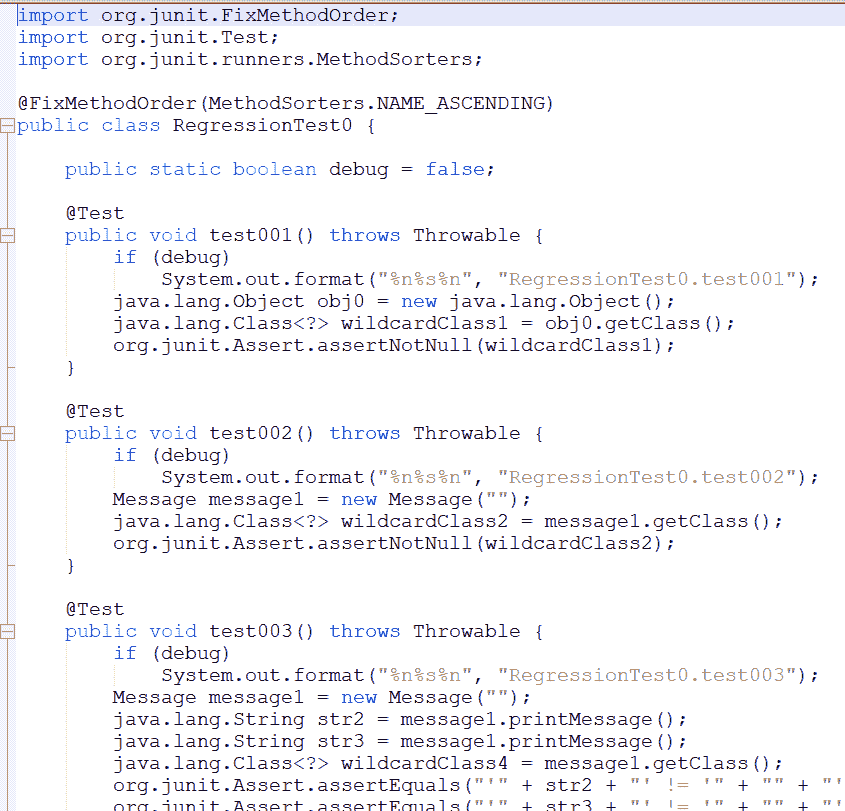 import org.junit.FixMethodOrder;
import org.junit.Test;
import org.junit.runners.MethodSorters;

@FixMethodOrder(MethodSorters.NAME_ASCENDING)
public class RegressionTest0 {

    public static boolean debug = false;

    @Test
    public void test001() throws Throwable {
        if (debug)
            System.out.format("%n%s%n", "RegressionTest0.test001");
        java.lang.Object obj0 = new java.lang.Object();
        java.lang.Class<?> wildcardClass1 = obj0.getClass();
        org.junit.Assert.assertNotNull(wildcardClass1);
    }

    @Test
    public void test002() throws Throwable {
        if (debug)
            System.out.format("%n%s%n", "RegressionTest0.test002");
        Message message1 = new Message("");
        java.lang.Class<?> wildcardClass2 = message1.getClass();
        org.junit.Assert.assertNotNull(wildcardClass2);
    }

    @Test
    public void test003() throws Throwable {
        if (debug)
            System.out.format("%n%s%n", "RegressionTest0.test003");
        Message message1 = new Message("");
        java.lang.String str2 = message1.printMessage();
        java.lang.String str3 = message1.printMessage();
        java.lang.Class<?> wildcardClass4 = message1.getClass();
        org.junit.Assert.assertEquals("'" + str2 + "' != '" + "" + "'
        org.junit.Assert.assertEquals("'" + str3 + "' != '" + "" + "'